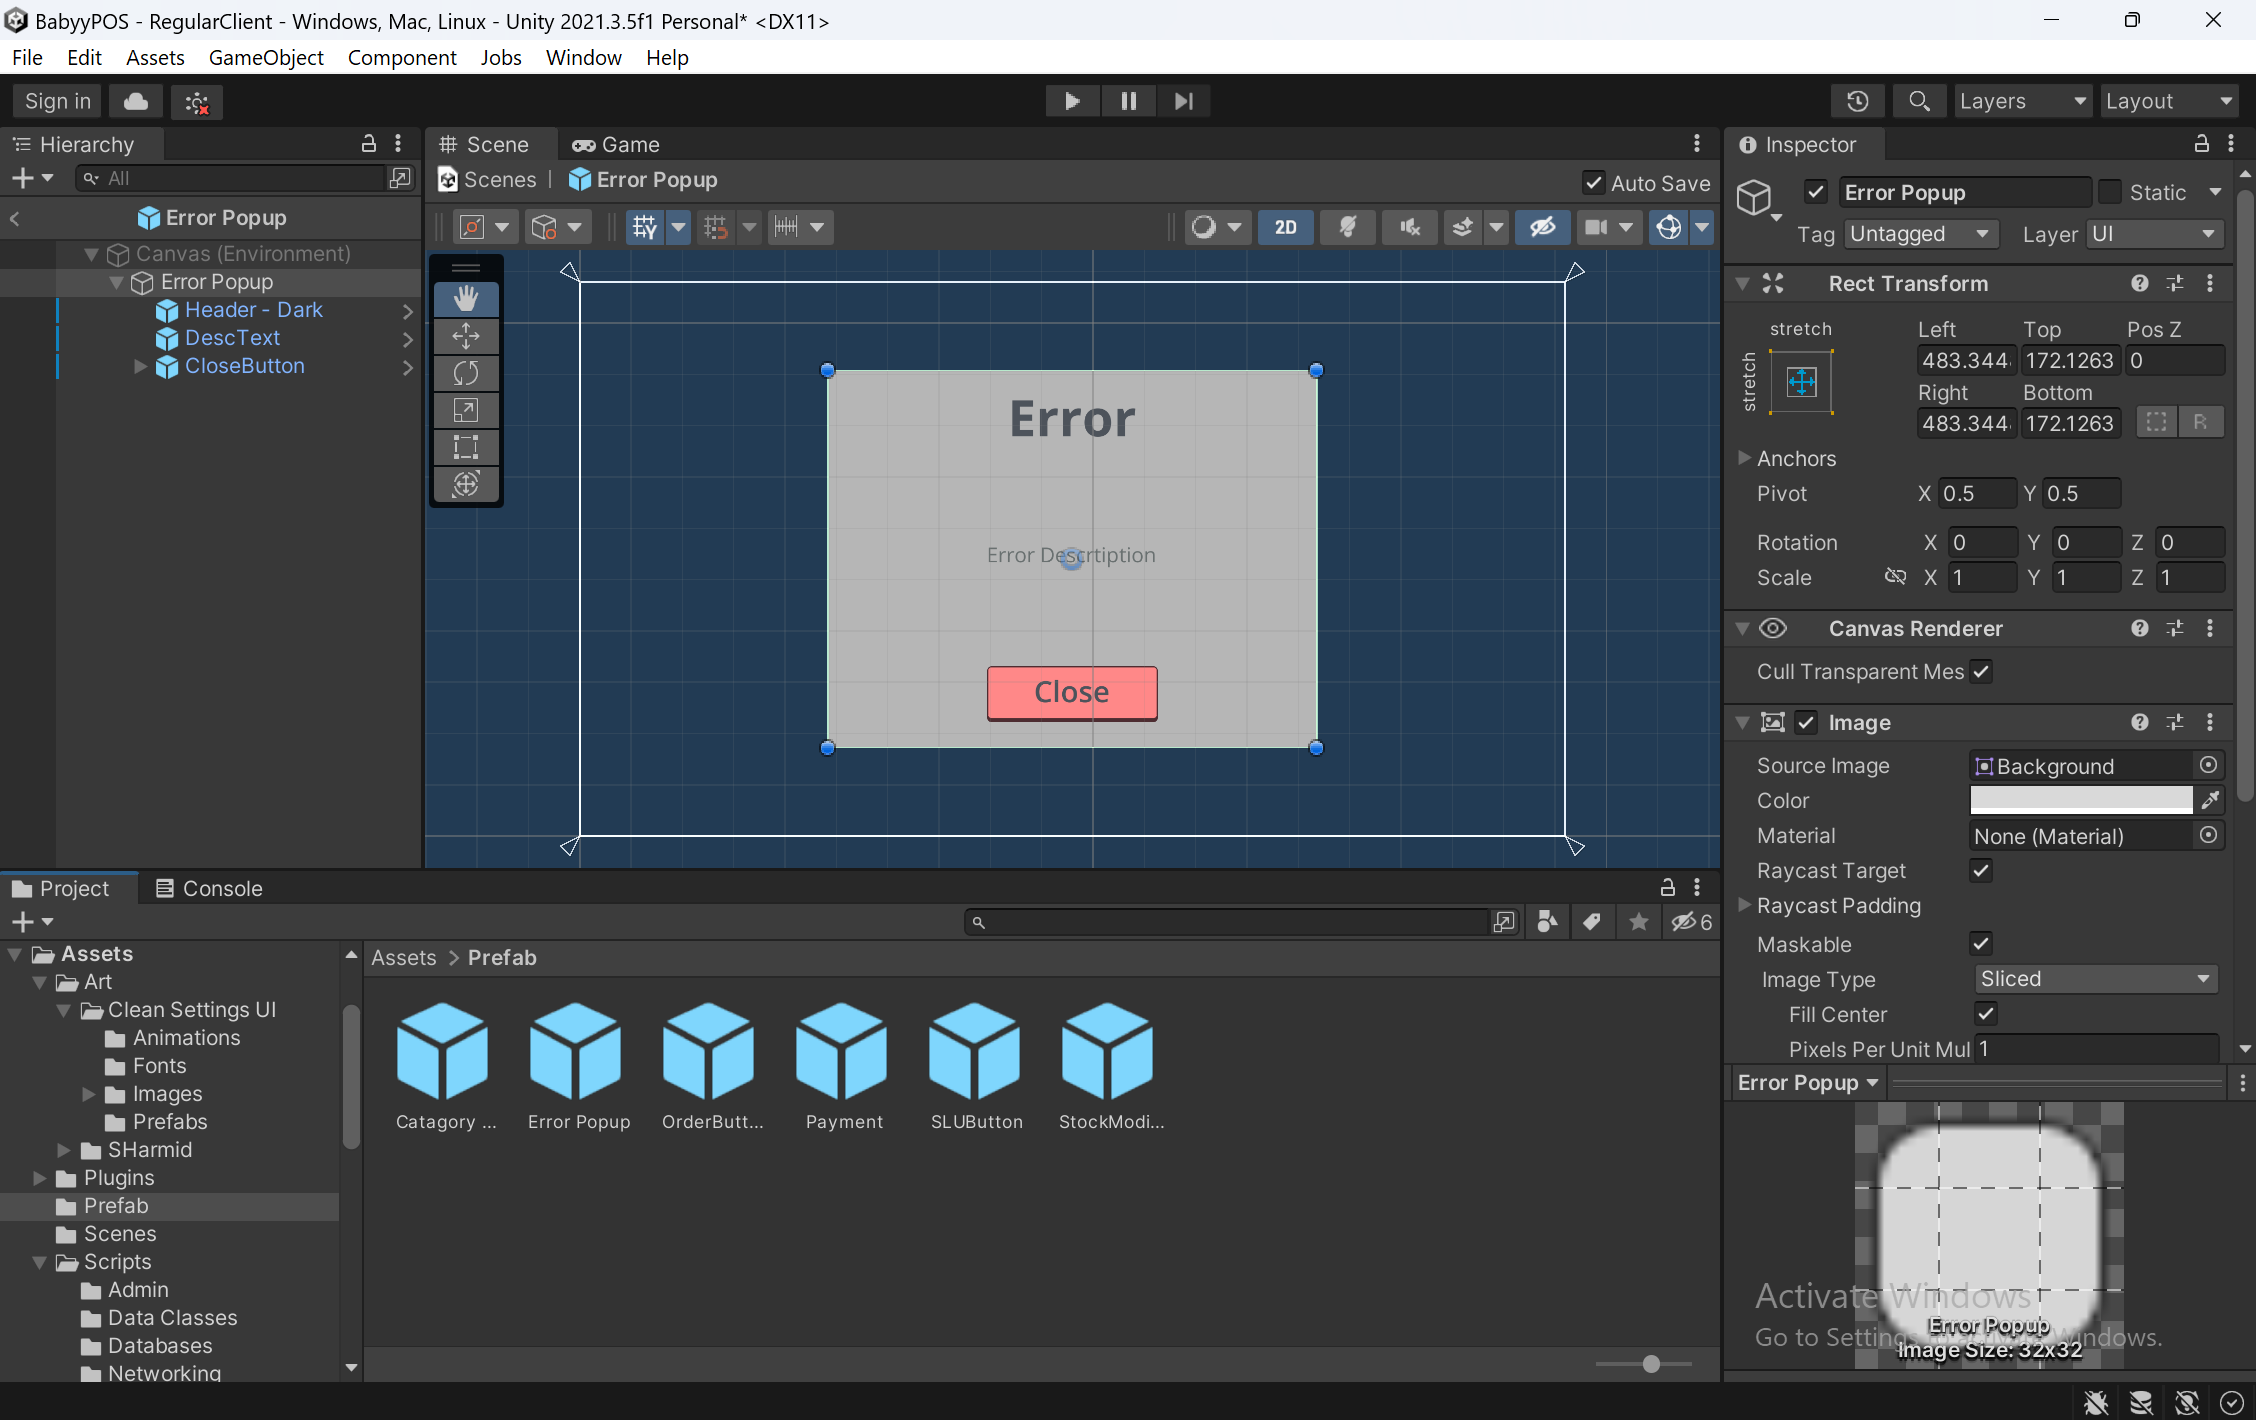 BabyyPOS - RegularClient - Windows, Mac, Linux - Unity 2021.3.5f1 Personal* <DX11>
File Edit Assets GameObject Component Jobs Window Help
Sign in
Layers
Layout
Hierarchy
All
Error Popup
Canvas (Environment)
Error Popup
Header - Dark
DescText
CloseButton
Scene
Game
Scenes | Error Popup
Auto Save
2D
Error
Error Descrtiption
Close
Inspector
Error Popup
Static
Tag Untagged Layer UI
Rect Transform
stretch
stretch
Left Top Pos Z
483.344 172.1263 0
Right Bottom
483.344 172.1263
R
Anchors
Pivot X 0.5 Y 0.5
Rotation X 0 Y 0 Z 0
Scale X 1 Y 1 Z 1
Canvas Renderer
Cull Transparent Mes
Image
Source Image Background
Color
Material None (Material)
Raycast Target
Raycast Padding
Maskable
Image Type Sliced
Fill Center
Pixels Per Unit Mul 1
Error Popup
Error Popup
Image Size: 32x32
Activate Windows
Go to Settings to activate Windows.
Project
Console
6
Assets
Art
Clean Settings UI
Animations
Fonts
Images
Prefabs
SHarmid
Plugins
Prefab
Scenes
Scripts
Admin
Data Classes
Databases
Networking
Assets > Prefab
Catagory ...
Error Popup
OrderButt...
Payment
SLUButton
StockModi...